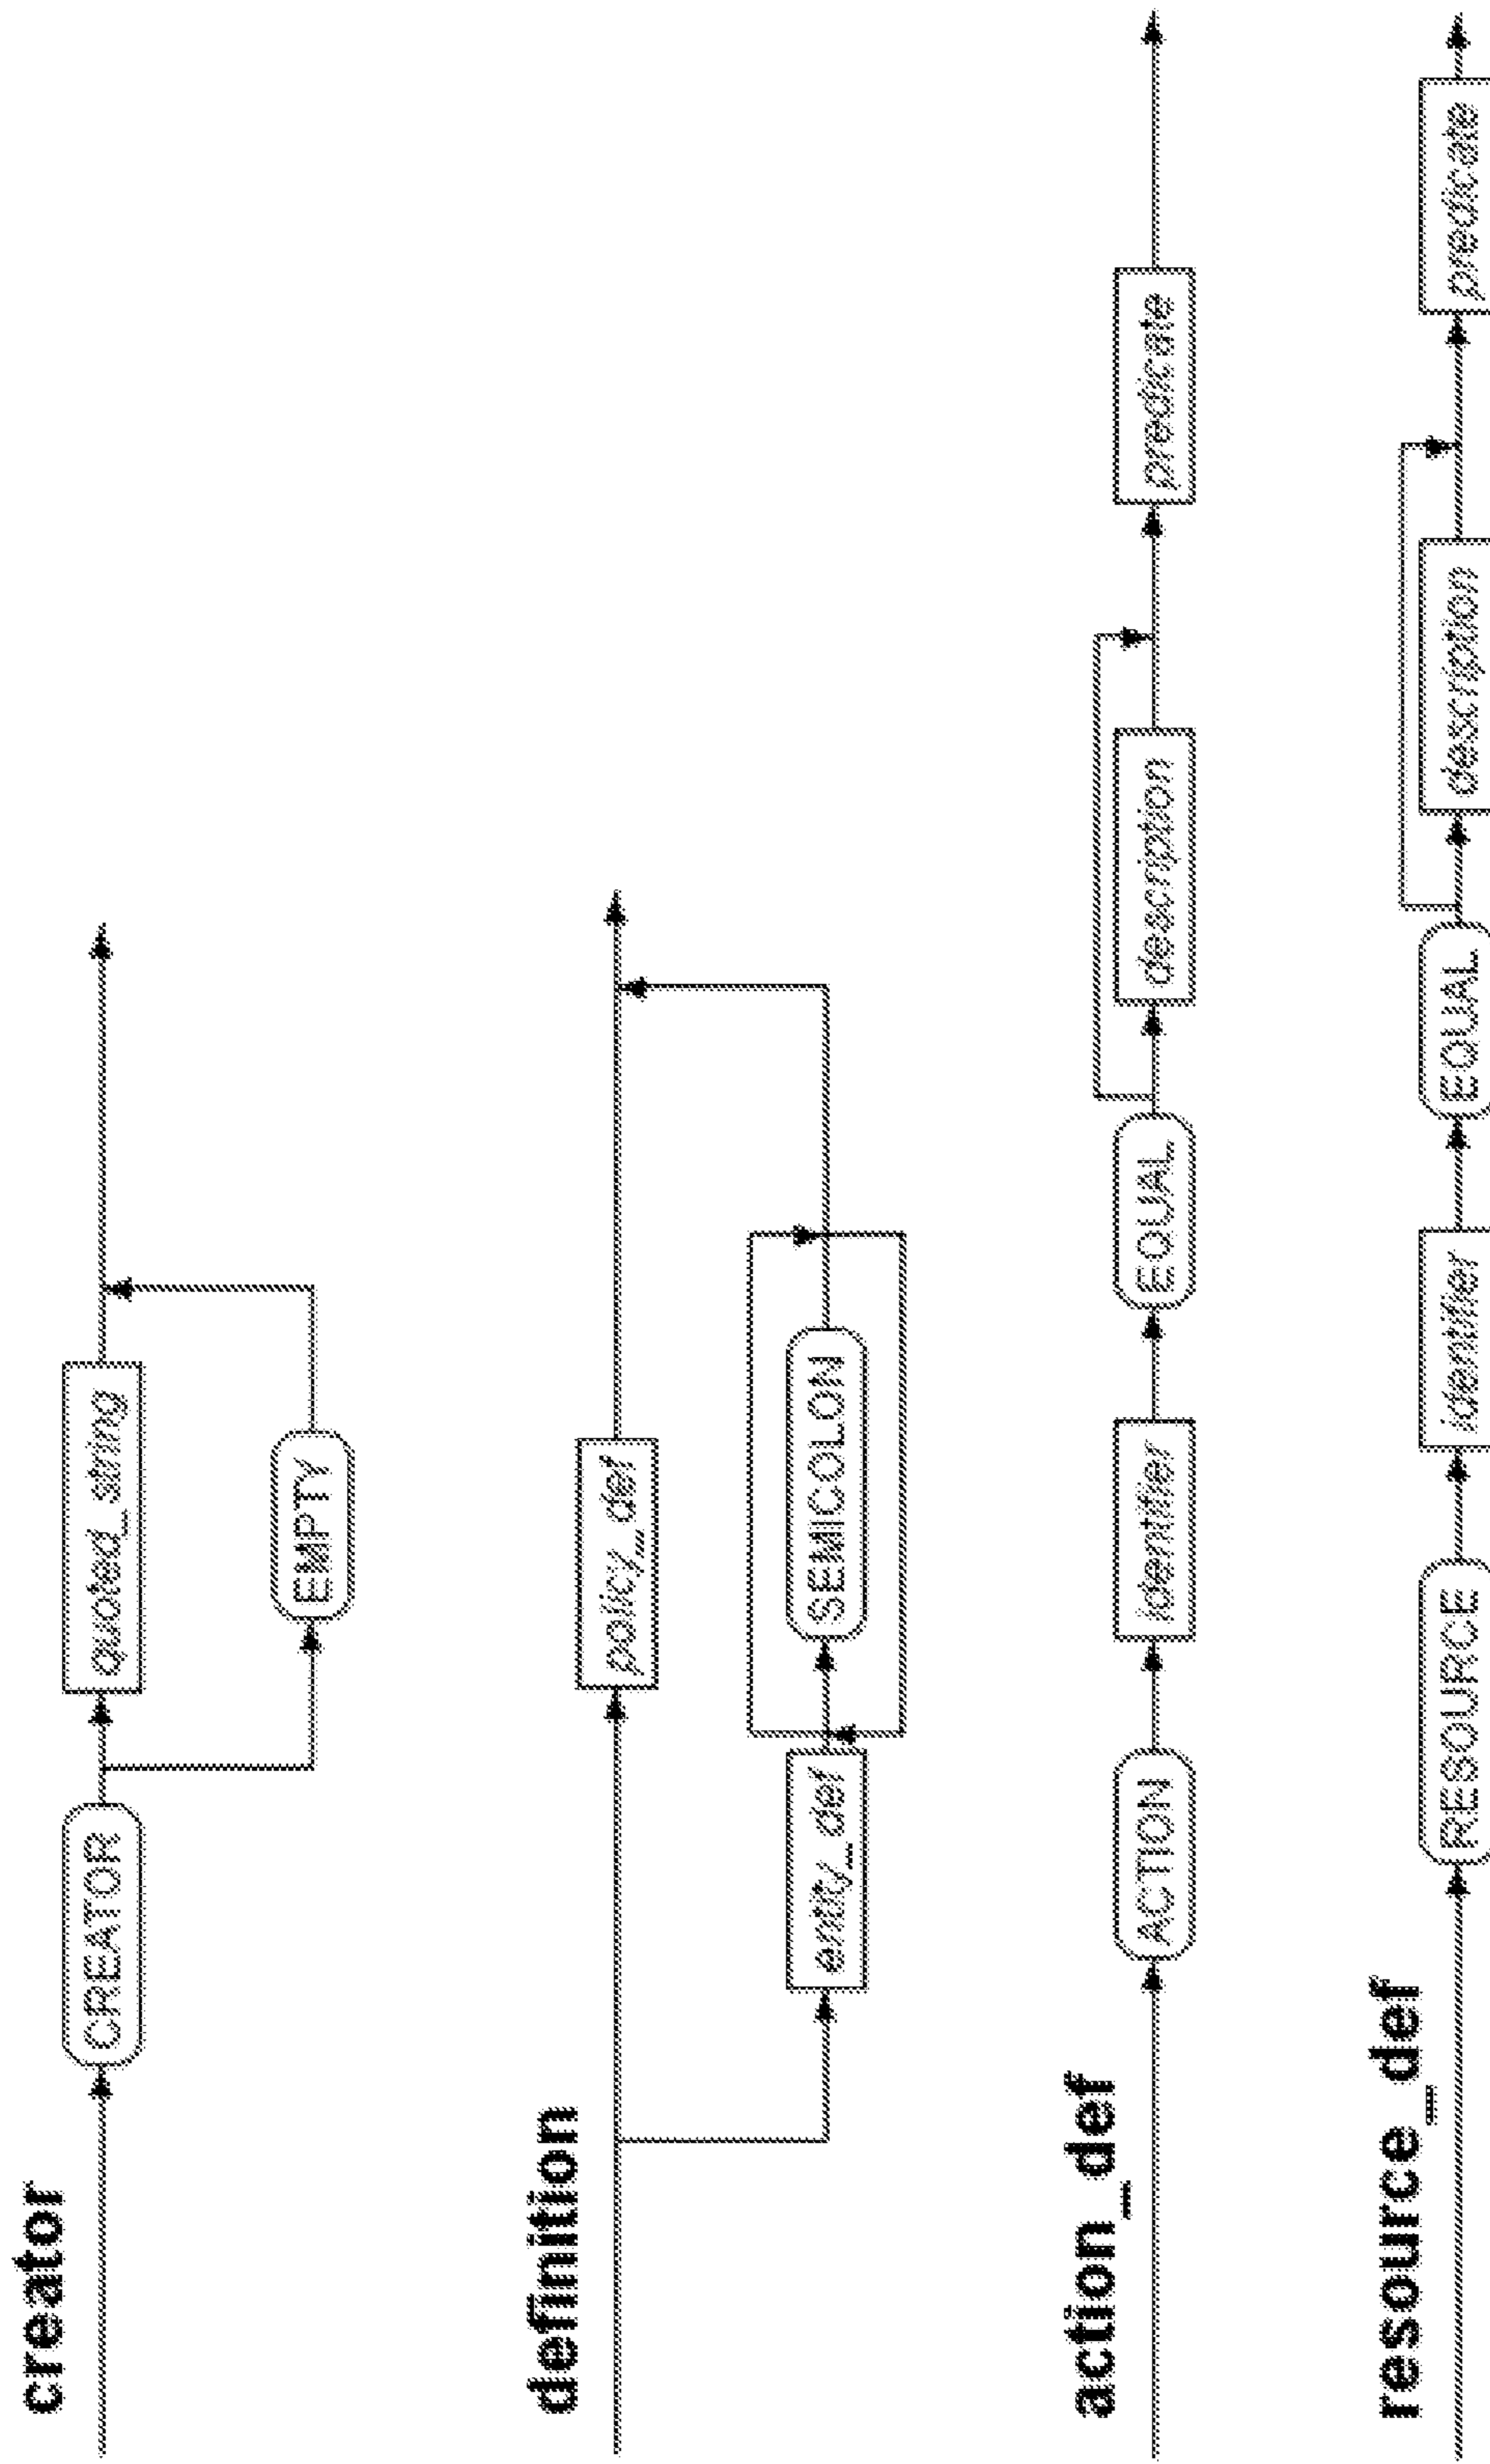 creator
CREATOR quoted_string
EMPTY
definition
policy_def
entity_def SEMICOLON
action_def
ACTION identifier EQUAL description predicate
resource_def
RESOURCE identifier EQUAL description predicate